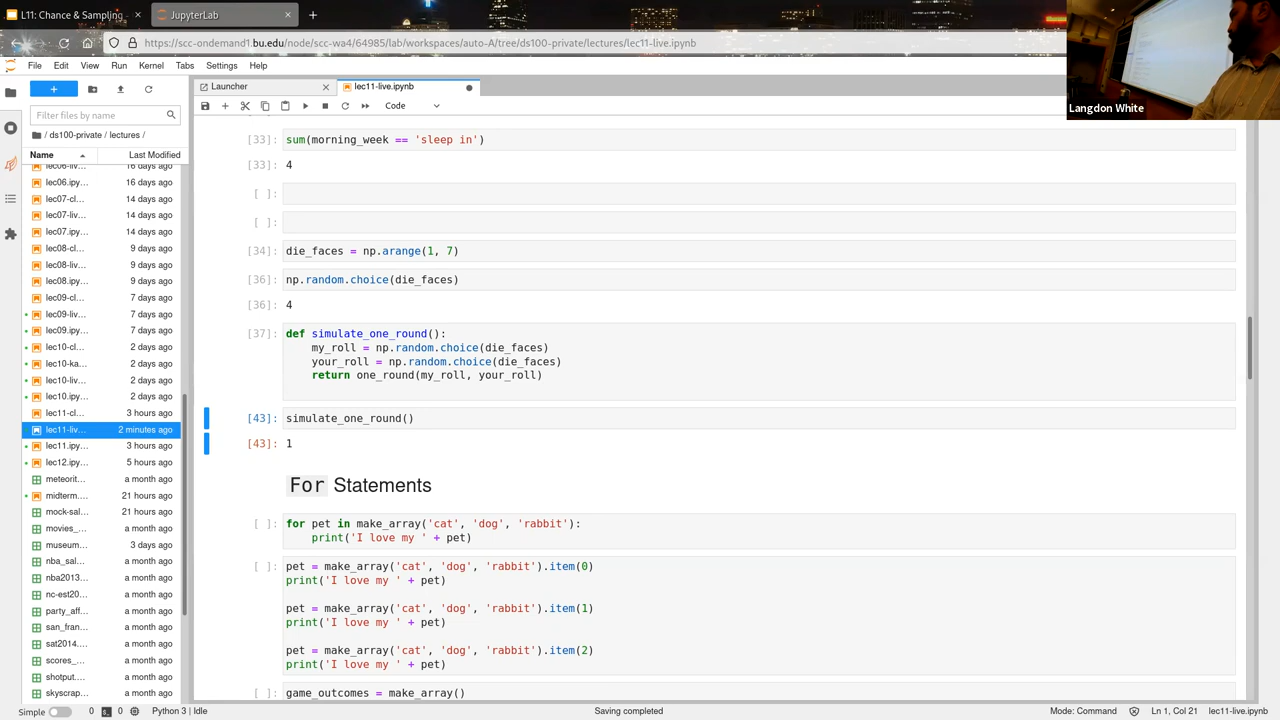 L11: Chance & Sampling -
JupyterLab
https://scc-ondemand1.bu.edu/node/scc-wa4/64985/lab/workspaces/auto-A/tree/ds100-private/lectures/lec11-live.ipynb
Langdon White
File Edit View Run Kernel Tabs Settings Help
Launcher
lec11-live.ipynb
Code
Filter files by name
/ ds100-private / lectures /
Name Last Modified
lec06-liv... 16 days ago
lec06.ipy... 16 days ago
lec07-cl... 14 days ago
lec07-liv... 14 days ago
lec07.ipy... 14 days ago
lec08-cl... 9 days ago
lec08-liv... 9 days ago
lec08.ipy... 9 days ago
lec09-cl... 7 days ago
lec09-liv... 7 days ago
lec09.ipy... 7 days ago
lec10-cl... 2 days ago
lec10-ka... 2 days ago
lec10-liv... 2 days ago
lec10.ipy... 2 days ago
lec11-cl... 3 hours ago
lec11-liv... 2 minutes ago
lec11.ipy... 3 hours ago
lec12.ipy... 5 hours ago
meteorit... a month ago
midterm.... 21 hours ago
mock-sal... 21 hours ago
movies_... a month ago
museum... 3 days ago
nba_sal... a month ago
nba2013... a month ago
nc-est20... a month ago
party_aff... a month ago
san_fran... a month ago
sat2014.... a month ago
scores_... a month ago
shotput.... a month ago
skyscrap... a month ago
[33]: sum(morning_week == 'sleep in')
[33]: 4
[ ]:
[ ]:
[34]: die_faces = np.arange(1, 7)
[36]: np.random.choice(die_faces)
[36]: 4
[37]: def simulate_one_round():
my_roll = np.random.choice(die_faces)
your_roll = np.random.choice(die_faces)
return one_round(my_roll, your_roll)
[43]: simulate_one_round()
[43]: 1
For Statements
[ ]: for pet in make_array('cat', 'dog', 'rabbit'):
print('I love my ' + pet)
[ ]: pet = make_array('cat', 'dog', 'rabbit').item(0)
print('I love my ' + pet)
pet = make_array('cat', 'dog', 'rabbit').item(1)
print('I love my ' + pet)
pet = make_array('cat', 'dog', 'rabbit').item(2)
print('I love my ' + pet)
[ ]: game_outcomes = make_array()
Simple 0 0 Python 3 | Idle Saving completed Mode: Command Ln 1, Col 21 lec11-live.ipynb